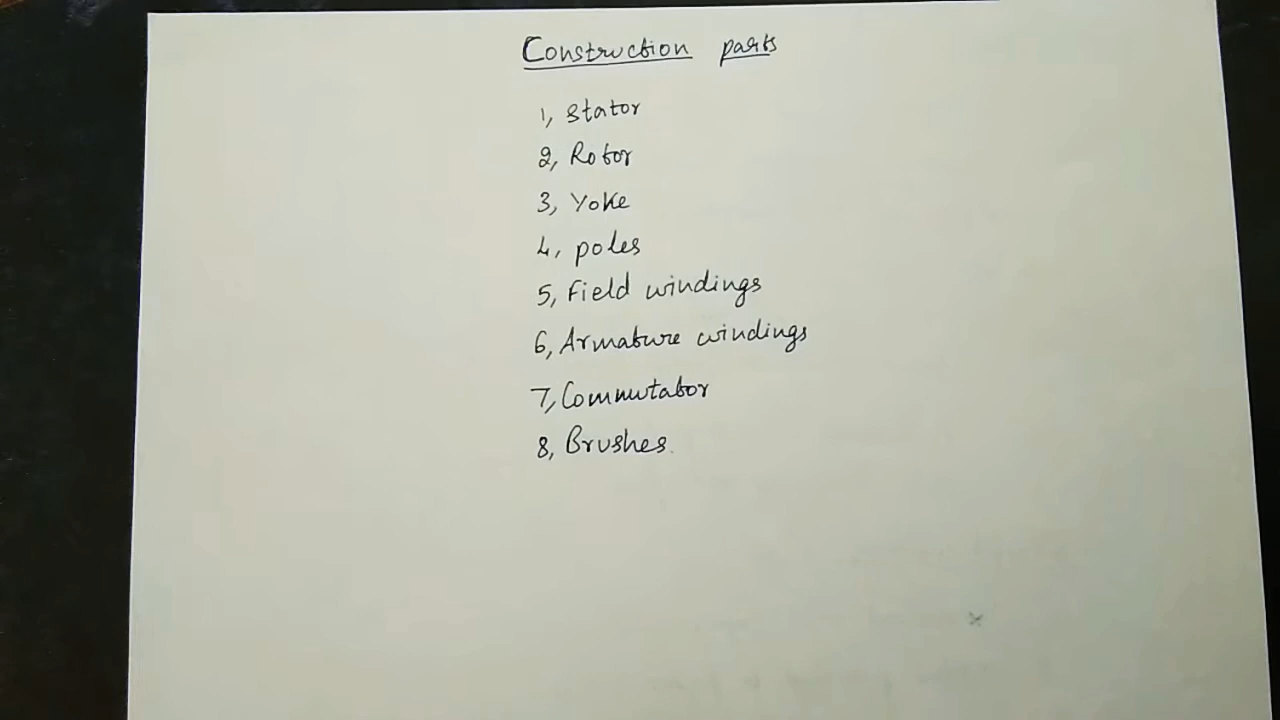 Construction parts
1, Stator
2, Rotor
3, Yoke
4, poles
5, Field windings
6, Armature windings
7, Commutator
8, Brushes